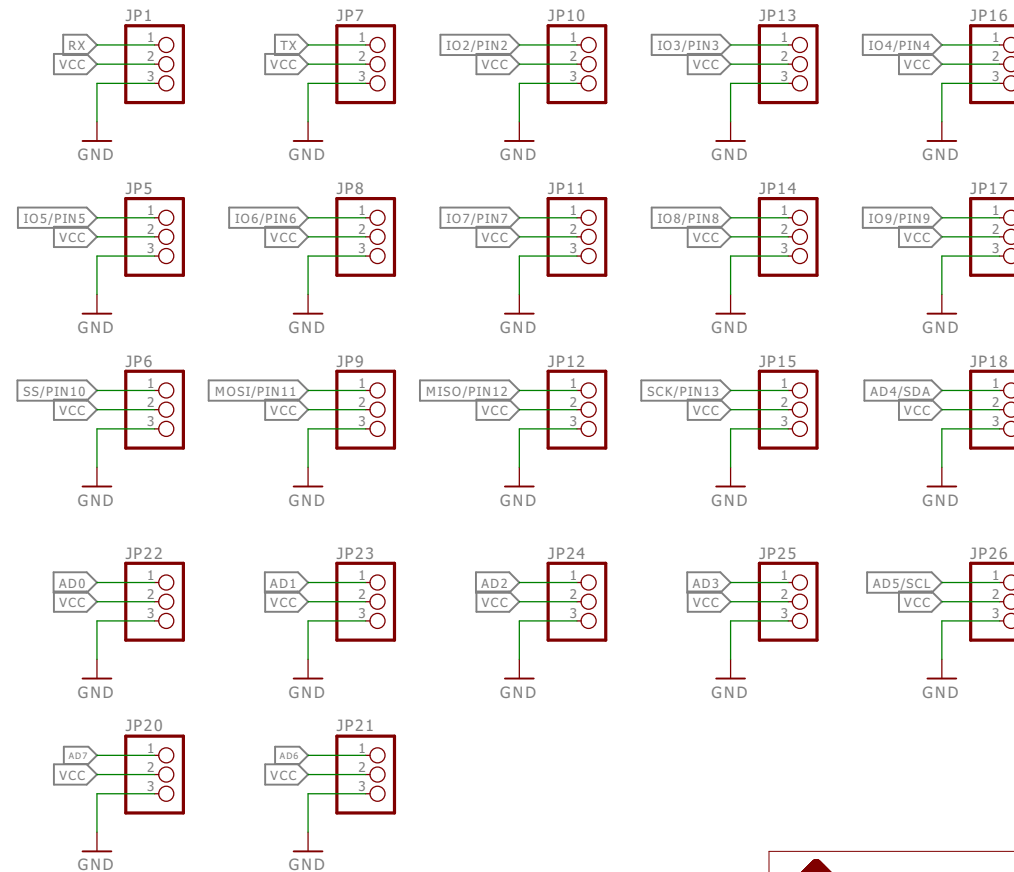 JP1 JP7 JP10 JP13 JP16
RX 1 TX 1 IO2/PIN2 1 IO3/PIN3 1 IO4/PIN4 1
VCC 2 VCC 2 VCC 2 VCC 2 VCC 2
3 3 3 3 3
GND GND GND GND GND
JP5 JP8 JP11 JP14 JP17
IO5/PIN5 1 IO6/PIN6 1 IO7/PIN7 1 IO8/PIN8 1 IO9/PIN9 1
VCC 2 VCC 2 VCC 2 VCC 2 VCC 2
3 3 3 3 3
GND GND GND GND GND
JP6 JP9 JP12 JP15 JP18
SS/PIN10 1 MOSI/PIN11 1 MISO/PIN12 1 SCK/PIN13 1 AD4/SDA 1
VCC 2 VCC 2 VCC 2 VCC 2 VCC 2
3 3 3 3 3
GND GND GND GND GND
JP22 JP23 JP24 JP25 JP26
AD0 1 AD1 1 AD2 1 AD3 1 AD5/SCL 1
VCC 2 VCC 2 VCC 2 VCC 2 VCC 2
3 3 3 3 3
GND GND GND GND GND
JP20 JP21
AD7 1 AD6 1
VCC 2 VCC 2
3 3
GND GND